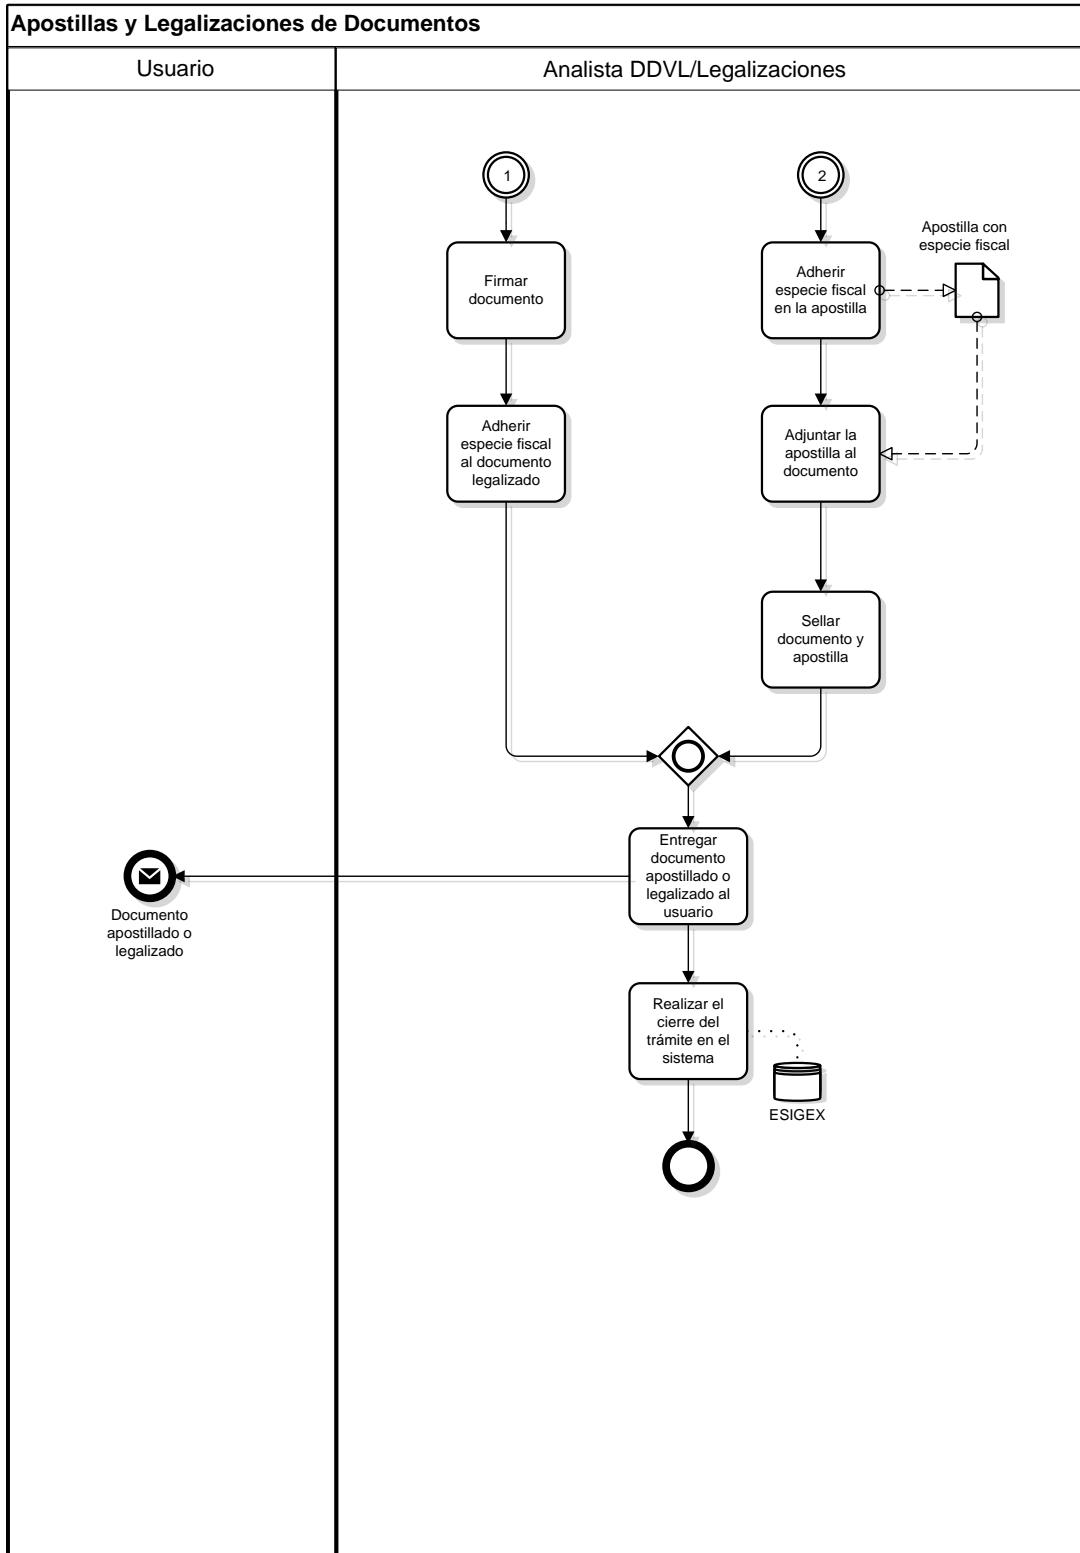 Apostillas y Legalizaciones de Documentos
Usuario
Analista DDVL/Legalizaciones
1
2
Apostilla con
especie fiscal
Firmar
documento
Adherir
especie fiscal
en la apostilla
Adherir
especie fiscal
al documento
legalizado
Adjuntar la
apostilla al
documento
Sellar
documento y
apostilla
Entregar
documento
apostillado o
legalizado al
usuario
Documento
apostillado o
legalizado
Realizar el
cierre del
trámite en el
sistema
ESIGEX